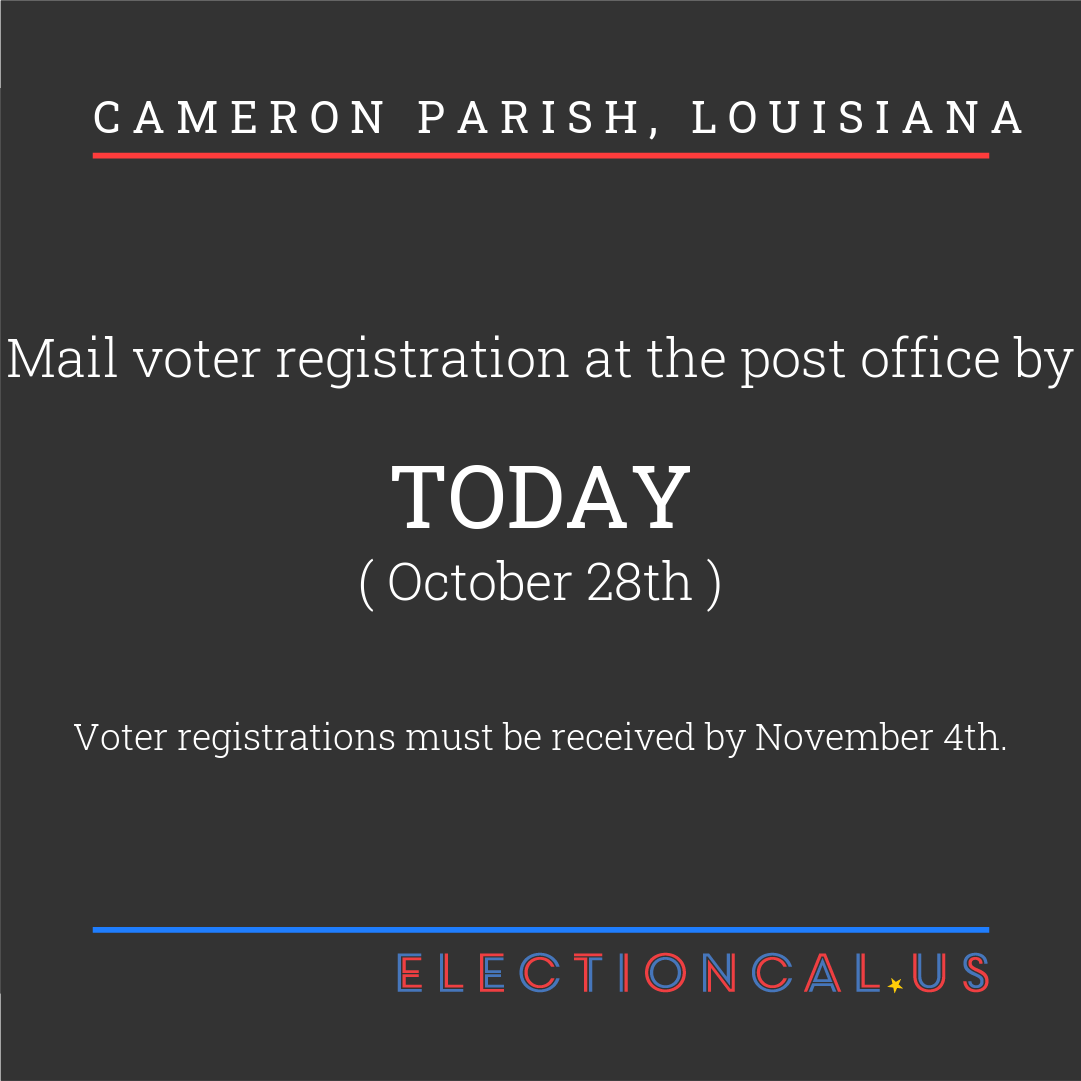 CAMERON PARISH, LOUISIANA
Mail voter registration at the post office by
TODAY
( October 28th )
Voter registrations must be received by November 4th.
ELECTIONCAL.US